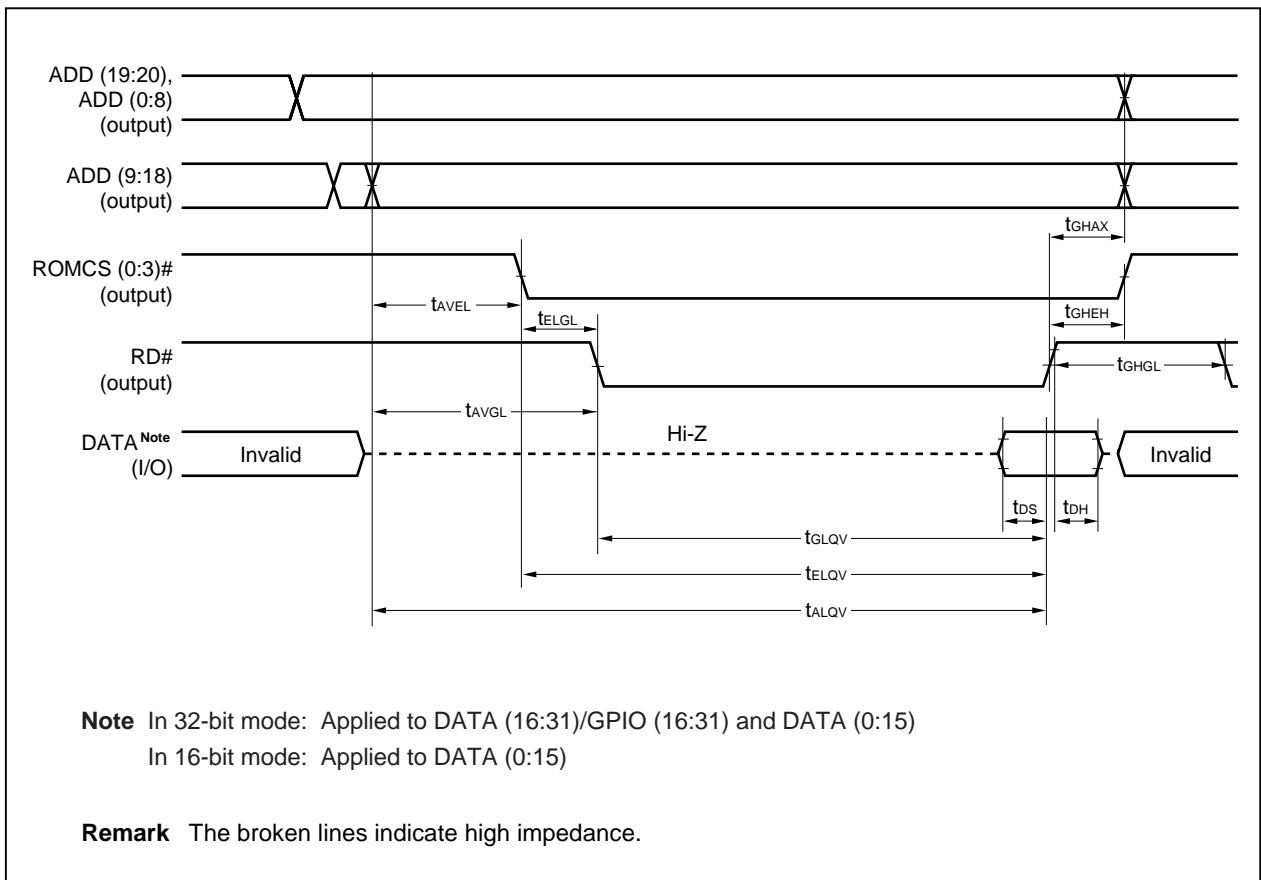 ADD (19:20),
ADD (0:8)
(output)
ADD (9:18)
(output)
tGHAX
ROMCS (0:3)#
(output)
tAVEL
tELGL
tGHEH
RD#
(output)
tGHGL
tAVGL
DATA Note
(I/O)
Invalid
Hi-Z
Invalid
tDS
tDH
tGLQV
tELQV
tALQV
Note In 32-bit mode: Applied to DATA (16:31)/GPIO (16:31) and DATA (0:15)
In 16-bit mode: Applied to DATA (0:15)
Remark The broken lines indicate high impedance.